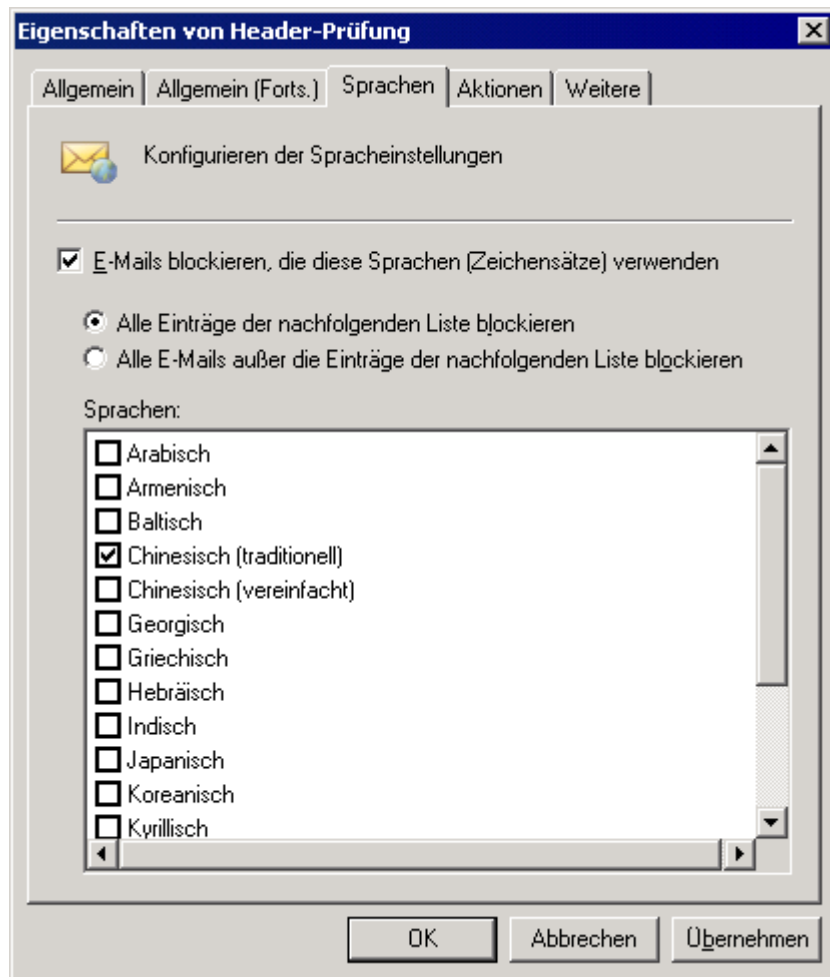 Eigenschaften von Header-Prüfung
Allgemein Allgemein (Forts.) Sprachen Aktionen Weitere
Konfigurieren der Spracheinstellungen
E-Mails blockieren, die diese Sprachen (Zeichensätze) verwenden
Alle Einträge der nachfolgenden Liste blockieren
Alle E-Mails außer die Einträge der nachfolgenden Liste blockieren
Sprachen:
Arabisch
Armenisch
Baltisch
Chinesisch (traditionell)
Chinesisch (vereinfacht)
Georgisch
Griechisch
Hebräisch
Indisch
Japanisch
Koreanisch
Kyrillisch
OK Abbrechen Übernehmen